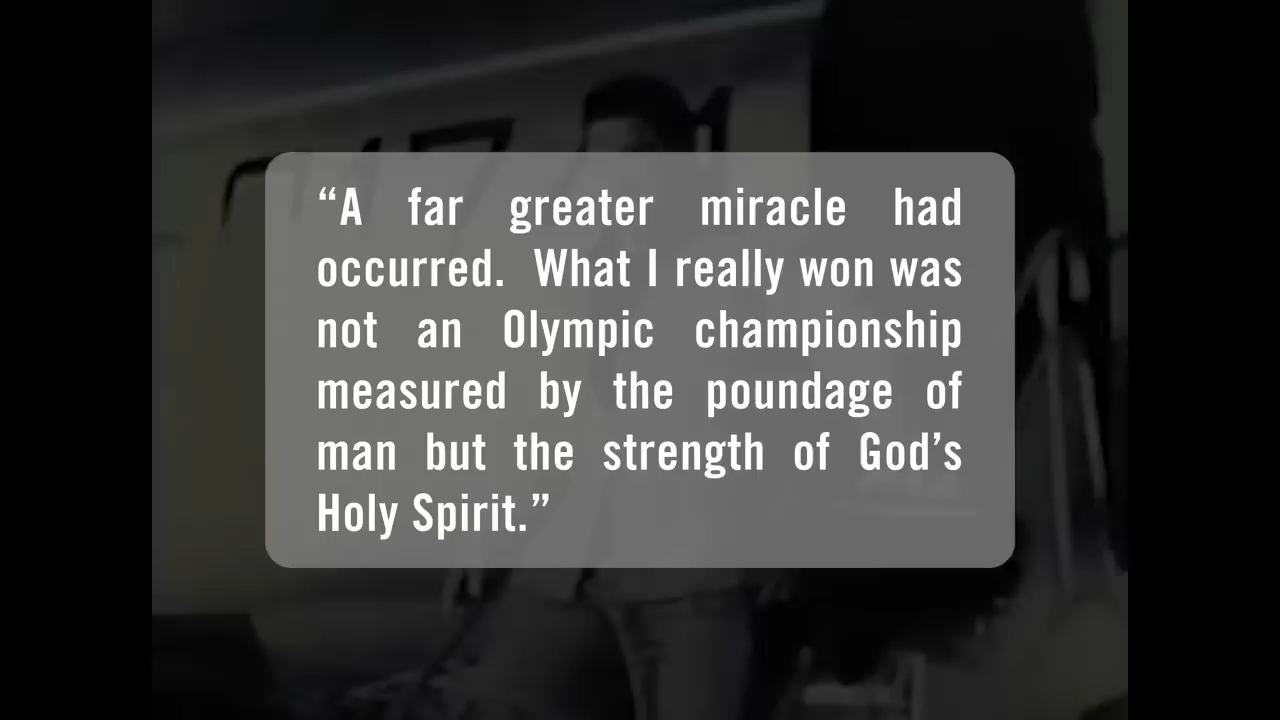 “A far greater miracle had
occurred. What I really won was
not an Olympic championship
measured by the poundage of
man but the strength of God’s
Holy Spirit.”